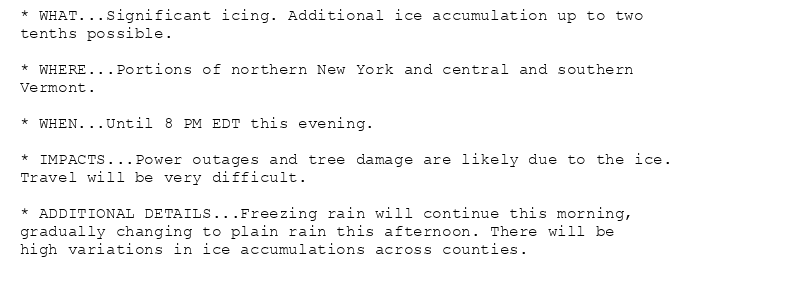 * WHAT...Significant icing. Additional ice accumulation up to two
tenths possible.
* WHERE...Portions of northern New York and central and southern
Vermont.
* WHEN...Until 8 PM EDT this evening.
* IMPACTS...Power outages and tree damage are likely due to the ice.
Travel will be very difficult.
* ADDITIONAL DETAILS...Freezing rain will continue this morning,
gradually changing to plain rain this afternoon. There will be
high variations in ice accumulations across counties.